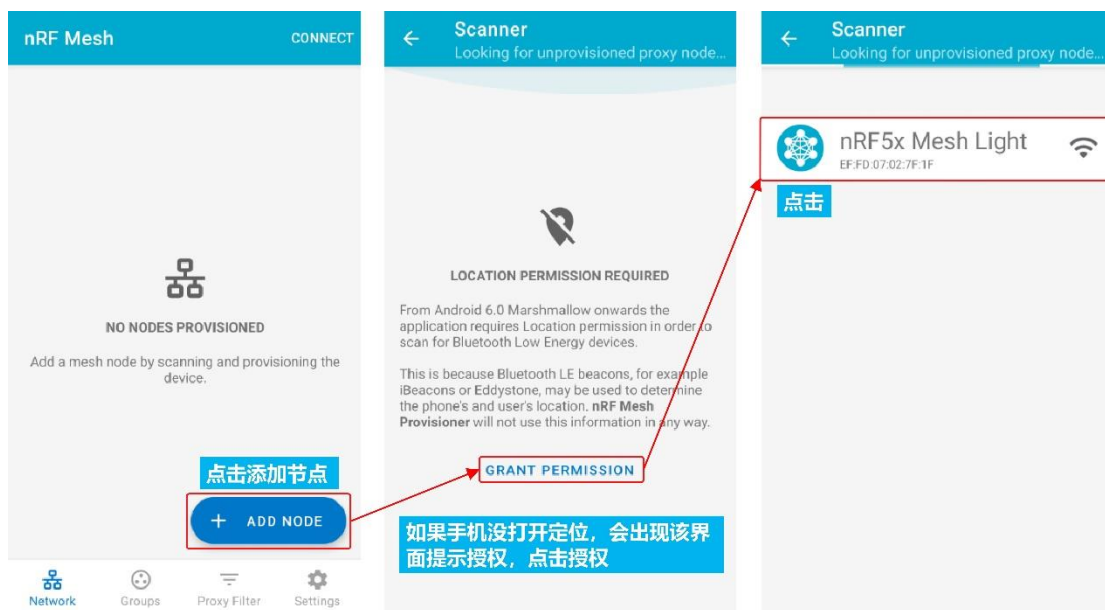 nRF Mesh
CONNECT
NO NODES PROVISIONED
Add a mesh node by scanning and provisioning the
device.
点击添加节点
+ ADD NODE
Network
Groups
Proxy Filter
Settings
Scanner
Looking for unprovisioned proxy node...
LOCATION PERMISSION REQUIRED
From Android 6.0 Marshmallow onwards the
application requires Location permission in order to
scan for Bluetooth Low Energy devices.
This is because Bluetooth LE beacons, for example
iBeacons or Eddystone, may be used to determine
the phone's and user's location. nRF Mesh
Provisioner will not use this information in any way.
GRANT PERMISSION
如果手机没打开定位，会出现该界
面提示授权，点击授权
Scanner
Looking for unprovisioned proxy node...
nRF5x Mesh Light
EF:FD:07:02:7F:1F
点击